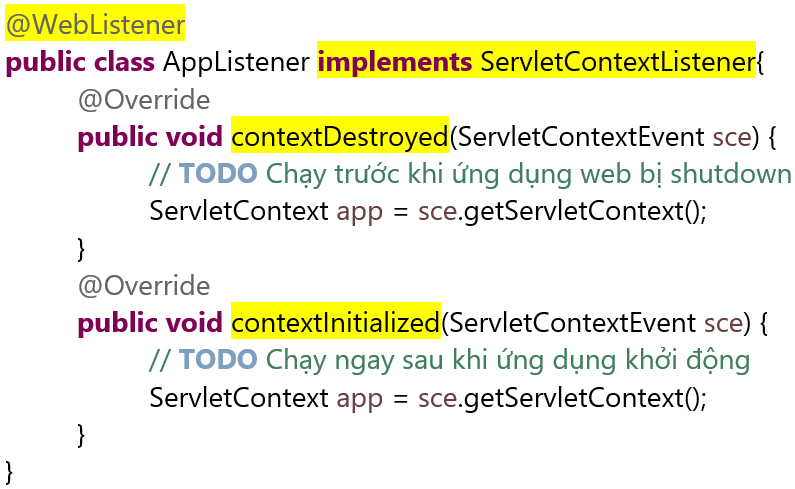 @WebListener
public class AppListener implements ServletContextListener{
@Override
public void contextDestroyed(ServletContextEvent sce) {
// TODO Chạy trước khi ứng dụng web bị shutdown
ServletContext app = sce.getServletContext();
}
@Override
public void contextInitialized(ServletContextEvent sce) {
// TODO Chạy ngay sau khi ứng dụng khởi động
ServletContext app = sce.getServletContext();
}
}